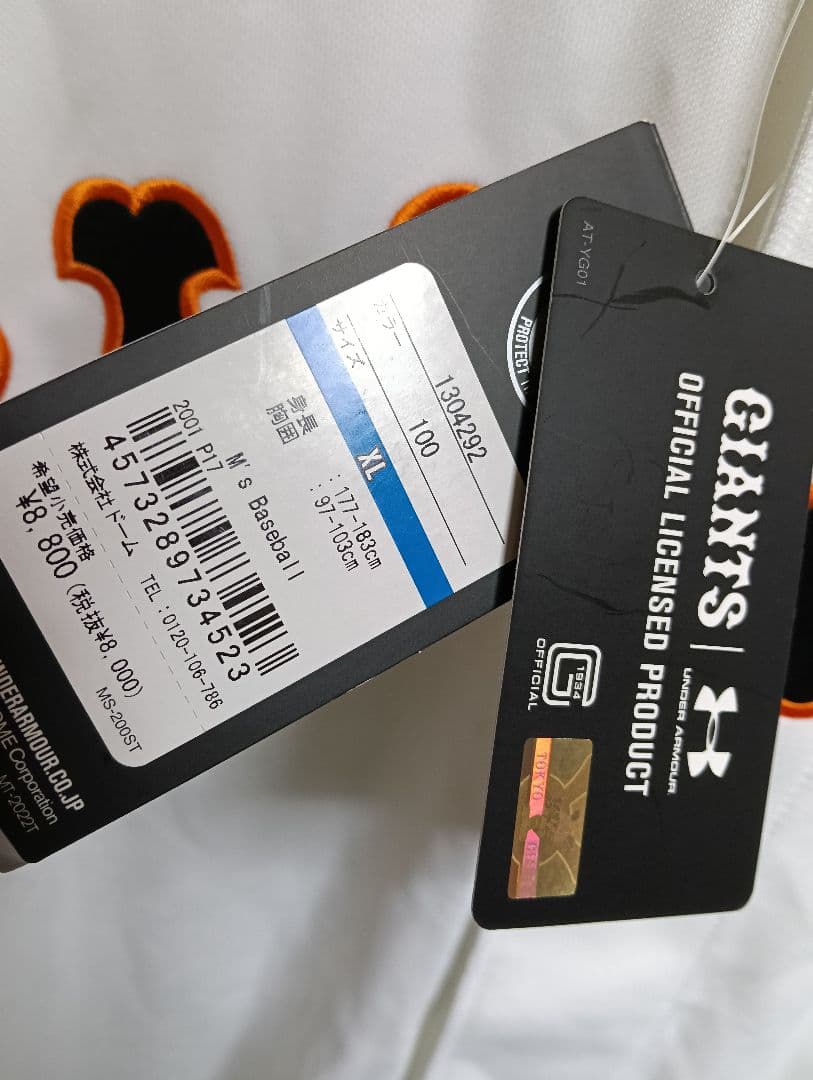 1304292
カラー 100
サイズ XL
身長 :177-183cm
胸囲 :97-103cm
M's Baseball
2001 P17
4573289734523
株式会社ドーム TEL:0120-106-786
希望小売価格
¥8,800(税抜¥8,000)
MS-200ST
UNDERARMOUR.CO.JP
DOME Corporation
MT-2022T
PROTECT
AT-YG01
GIANTS
UNDER ARMOUR
OFFICIAL LICENSED PRODUCT
G
1934
OFFICIAL
TOKYO